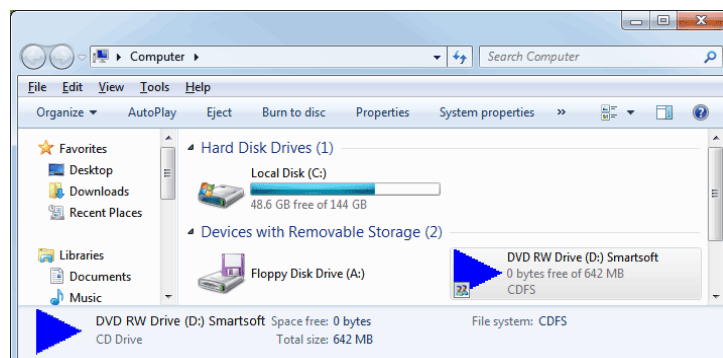 Computer
Search Computer
File Edit View Tools Help
Organize AutoPlay Eject Burn to disc Properties System properties »
Favorites
Desktop
Downloads
Recent Places
Libraries
Documents
Music
Hard Disk Drives (1)
Local Disk (C:)
48.6 GB free of 144 GB
Devices with Removable Storage (2)
Floppy Disk Drive (A:)
DVD RW Drive (D:) Smartsoft
0 bytes free of 642 MB
CDFS
DVD RW Drive (D:) Smartsoft Space free: 0 bytes File system: CDFS
CD Drive Total size: 642 MB